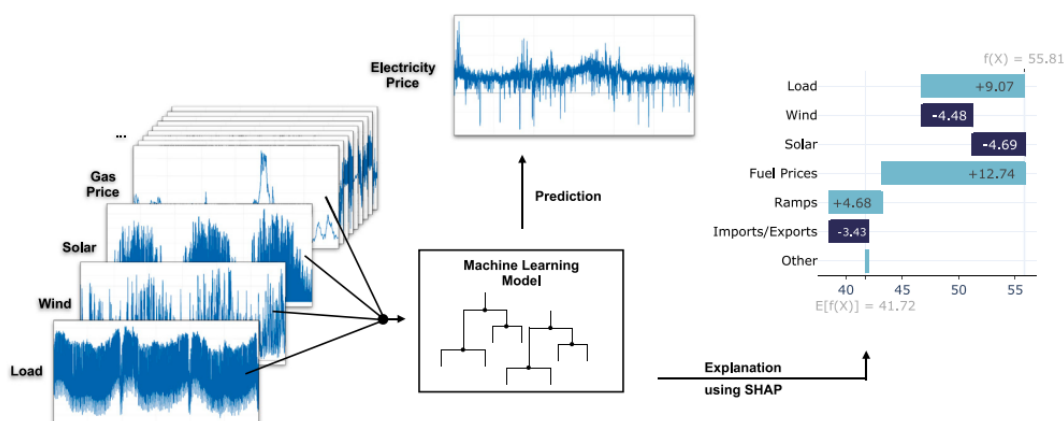 Electricity
Price
...
Gas
Price
Solar
Wind
Load
Prediction
Machine Learning
Model
Explanation
using SHAP
f(X) = 55.81
Load
+9.07
Wind
-4.48
Solar
-4.69
Fuel Prices
+12.74
Ramps
+4.68
Imports/Exports
-3.43
Other
40 45 50 55
E[f(X)] = 41.72